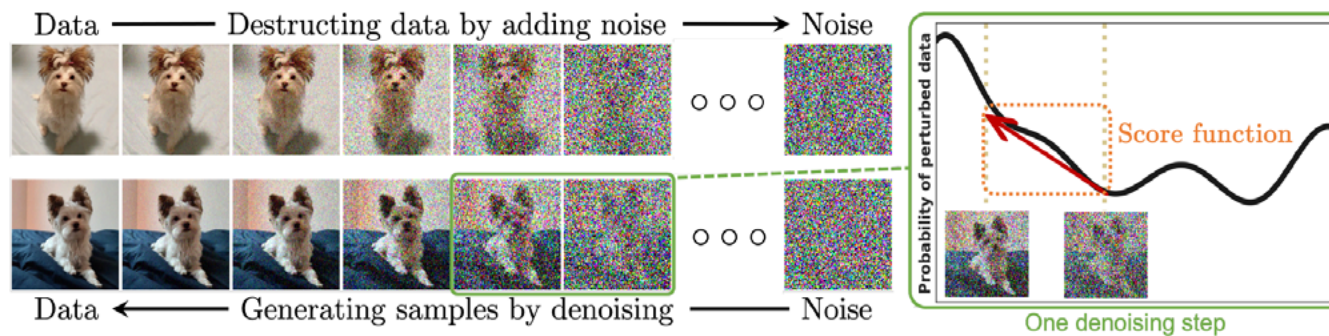 Data Destructing data by adding noise Noise
Data Generating samples by denoising Noise
Probability of perturbed data
Score function
One denoising step